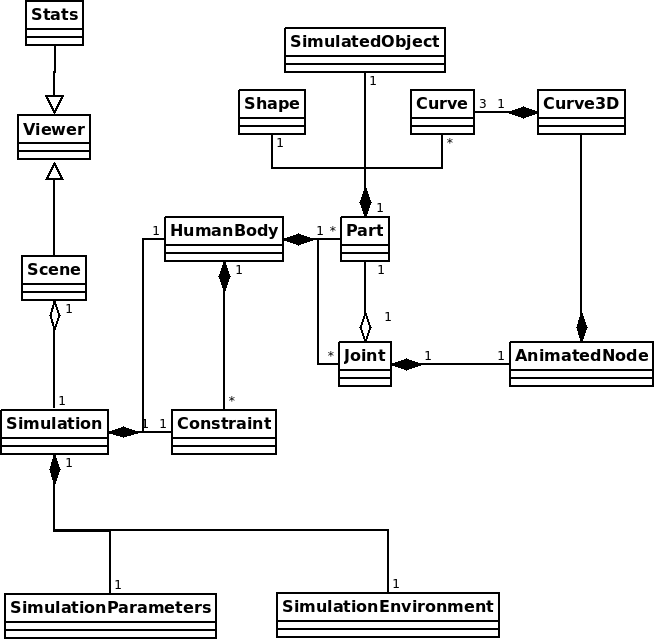 Stats
SimulatedObject
1
Shape
Curve
3 1
Curve3D
1
*
Viewer
1
HumanBody
1
1 *
Part
1
1
Scene
1
1
1
*
Joint
1
1
AnimatedNode
1
*
Simulation
1
1
Constraint
1
1
1
SimulationParameters
SimulationEnvironment